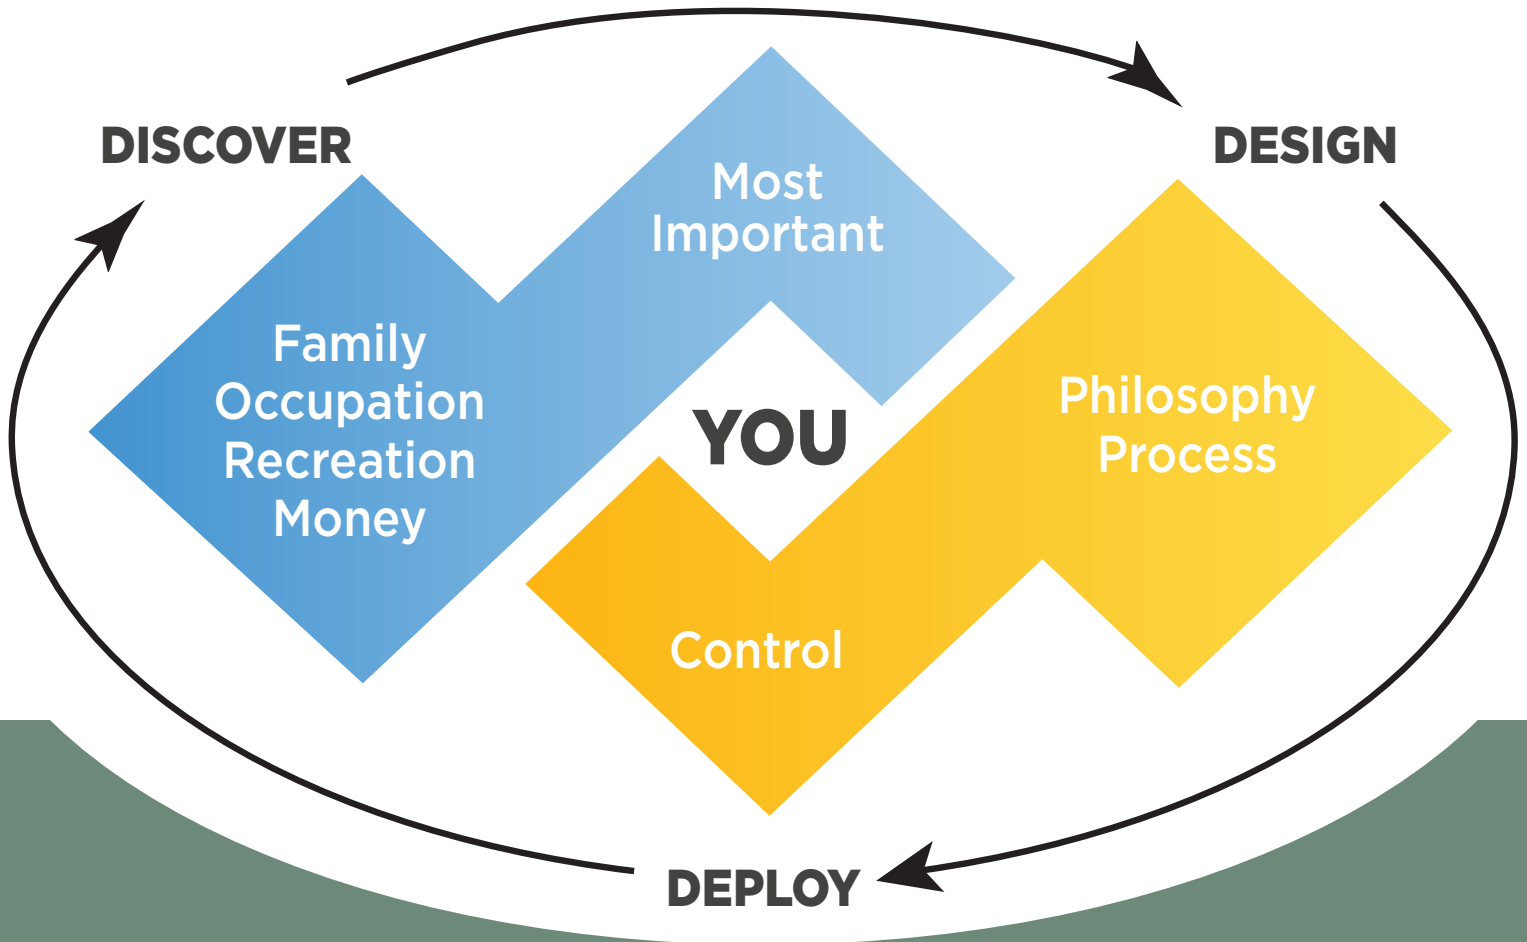 DISCOVER
DESIGN
Most
Important
Family
Occupation
Recreation
Money
YOU
Philosophy
Process
Control
DEPLOY